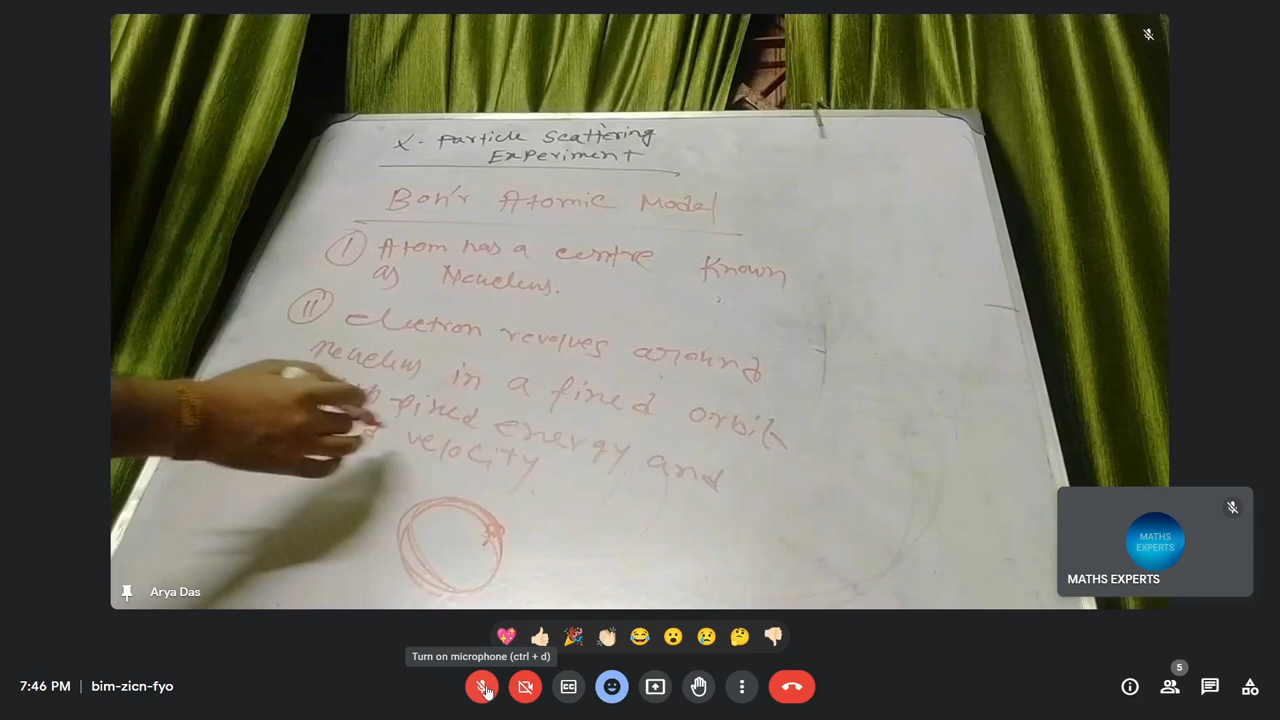 α- Particle Scattering
Experiment
Bohr Atomic Model
(I) Atom has a centre Known
as Nucleus.
(II) electron revolves around
neucleus in a fixed orbit
fixed energy and
velocity
Arya Das
MATHS
EXPERTS
MATHS EXPERTS
💖 👍🏻 🎉 👏🏻 😂 😮 😢 🤔 👎🏻
Turn on microphone (ctrl + d)
5
7:46 PM | bim-zicn-fyo